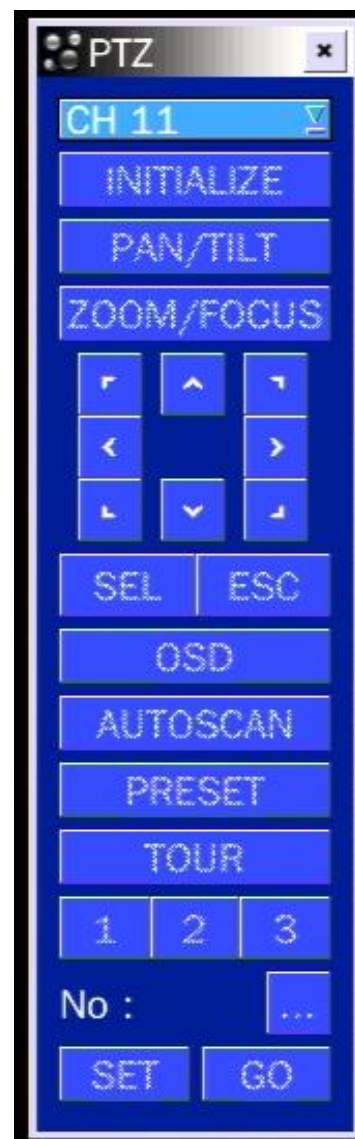 PTZ
CH 11
INITIALIZE
PAN/TILT
ZOOM/FOCUS
SEL ESC
OSD
AUTOSCAN
PRESET
TOUR
1 2 3
No : ...
SET GO